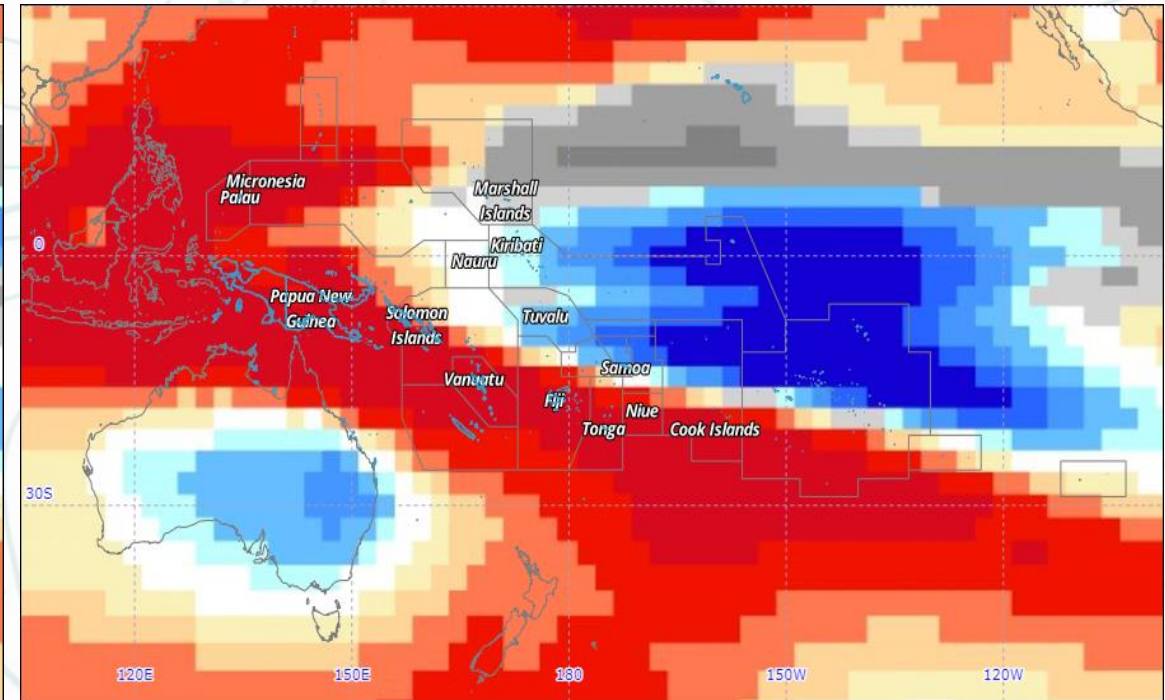 Micronesia
Palau
Marshall
Islands
0
Kiribati
Nauru
Papua New
Guinea
Solomon
Islands
Tuvalu
Samoa
Vanuatu
Fiji
Niue
Tonga
Cook Islands
30S
120E
150E
180
150W
120W